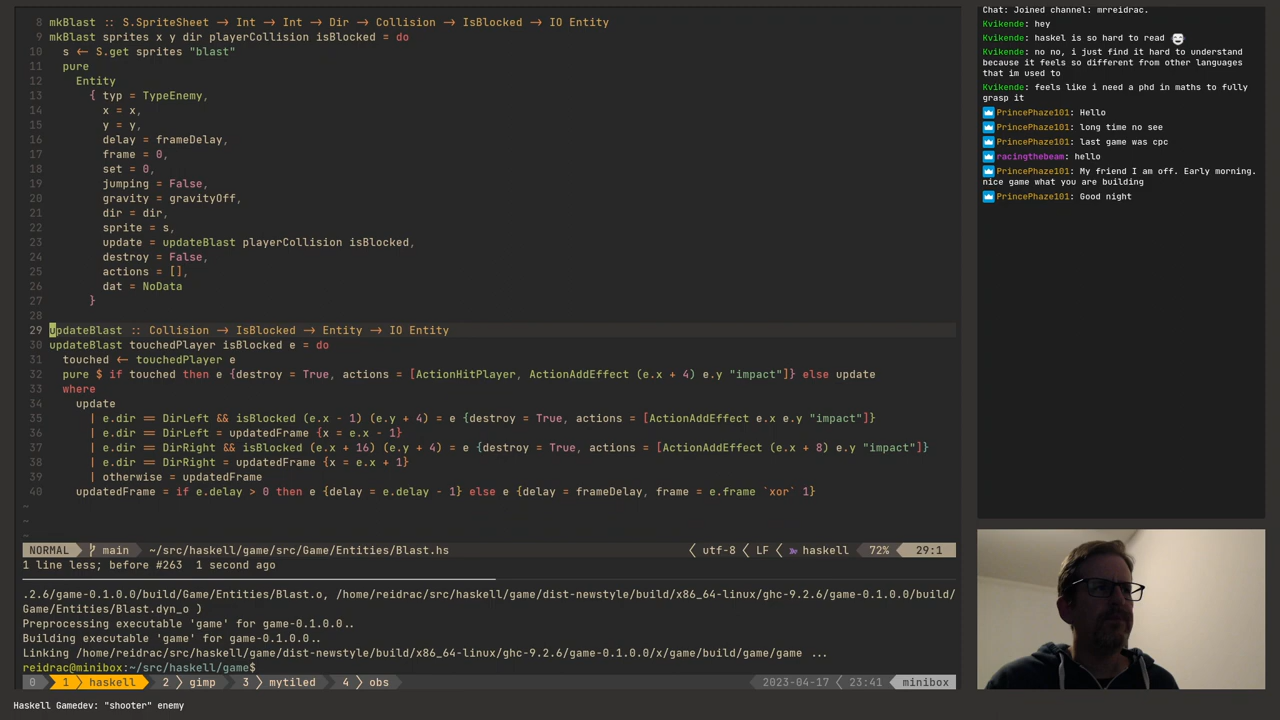 8 mkBlast :: S.SpriteSheet → Int → Int → Dir → Collision → IsBlocked → IO Entity
9 mkBlast sprites x y dir playerCollision isBlocked = do
10 s ← S.get sprites "blast"
11 pure
12 Entity
13 { typ = TypeEnemy,
14 x = x,
15 y = y,
16 delay = frameDelay,
17 frame = 0,
18 set = 0,
19 jumping = False,
20 gravity = gravityOff,
21 dir = dir,
22 sprite = s,
23 update = updateBlast playerCollision isBlocked,
24 destroy = False,
25 actions = [],
26 dat = NoData
27 }
28
29 updateBlast :: Collision → IsBlocked → Entity → IO Entity
30 updateBlast touchedPlayer isBlocked e = do
31 touched ← touchedPlayer e
32 pure $ if touched then e {destroy = True, actions = [ActionHitPlayer, ActionAddEffect (e.x + 4) e.y "impact"]} else update
33 where
34 update
35 | e.dir == DirLeft && isBlocked (e.x - 1) (e.y + 4) = e {destroy = True, actions = [ActionAddEffect e.x e.y "impact"]}
36 | e.dir == DirLeft = updatedFrame {x = e.x - 1}
37 | e.dir == DirRight && isBlocked (e.x + 16) (e.y + 4) = e {destroy = True, actions = [ActionAddEffect (e.x + 8) e.y "impact"]}
38 | e.dir == DirRight = updatedFrame {x = e.x + 1}
39 | otherwise = updatedFrame
40 updatedFrame = if e.delay > 0 then e {delay = e.delay - 1} else e {delay = frameDelay, frame = e.frame `xor` 1}
~
~
~
NORMAL main ~/src/haskell/game/src/Game/Entities/Blast.hs utf-8 LF haskell 72% 29:1
1 line less; before #263 1 second ago
.2.6/game-0.1.0.0/build/Game/Entities/Blast.o, /home/reidrac/src/haskell/game/dist-newstyle/build/x86_64-linux/ghc-9.2.6/game-0.1.0.0/build/
Game/Entities/Blast.dyn_o )
Preprocessing executable 'game' for game-0.1.0.0..
Building executable 'game' for game-0.1.0.0..
Linking /home/reidrac/src/haskell/game/dist-newstyle/build/x86_64-linux/ghc-9.2.6/game-0.1.0.0/x/game/build/game/game ...
reidrac@minibox:~/src/haskell/game$
0 1 haskell 2 gimp 3 mytiled 4 obs 2023-04-17 23:41 minibox
Haskell Gamedev: "shooter" enemy
Chat: Joined channel: mrreidrac.
Kvikende: hey
Kvikende: haskel is so hard to read
Kvikende: no no, i just find it hard to understand
because it feels so different from other languages
that im used to
Kvikende: feels like i need a phd in maths to fully
grasp it
PrincePhaze101: Hello
PrincePhaze101: long time no see
PrincePhaze101: last game was cpc
racingthebeam: hello
PrincePhaze101: My friend I am off. Early morning.
nice game what you are building
PrincePhaze101: Good night